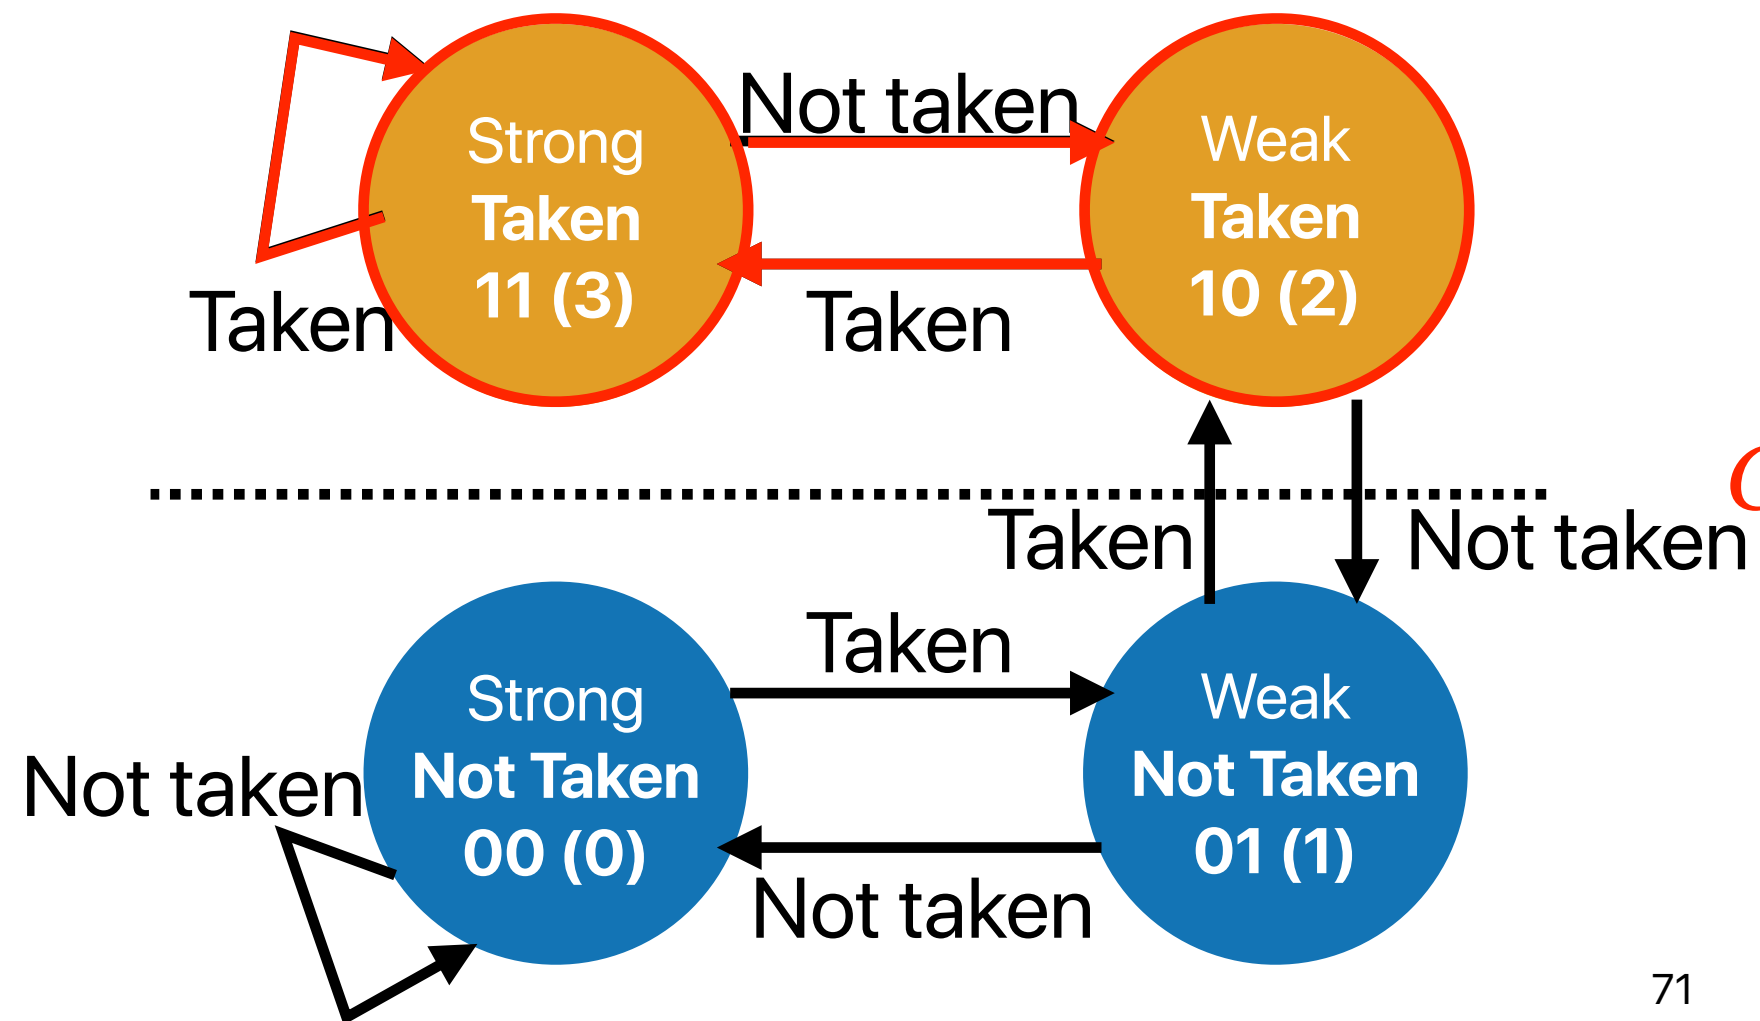 Not taken
Strong
Taken
11 (3)
Weak
Taken
10 (2)
Taken
Taken
Taken
Not taken
Taken
Strong
Not Taken
00 (0)
Weak
Not Taken
01 (1)
Not taken
Not taken
71